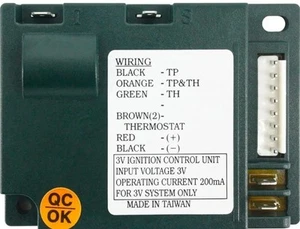 I S
WIRING
BLACK - TP
ORANGE - TP&TH
GREEN - TH
-
BROWN(2)-
THERMOSTAT
RED - (+)
BLACK - (−)
3V IGNITION CONTROL UNIT
INPUT VOLTAGE 3V
OPERATING CURRENT 200mA
FOR 3V SYSTEM ONLY
MADE IN TAIWAN
QC
OK